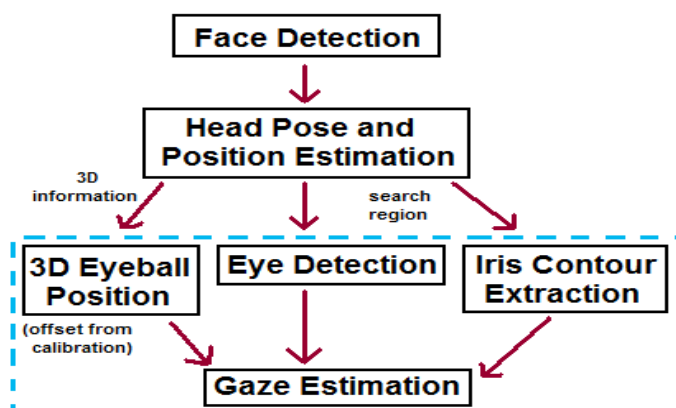 Face Detection
Head Pose and
Position Estimation
3D
information
search
region
3D Eyeball
Position
(offset from
calibration)
Eye Detection
Iris Contour
Extraction
Gaze Estimation